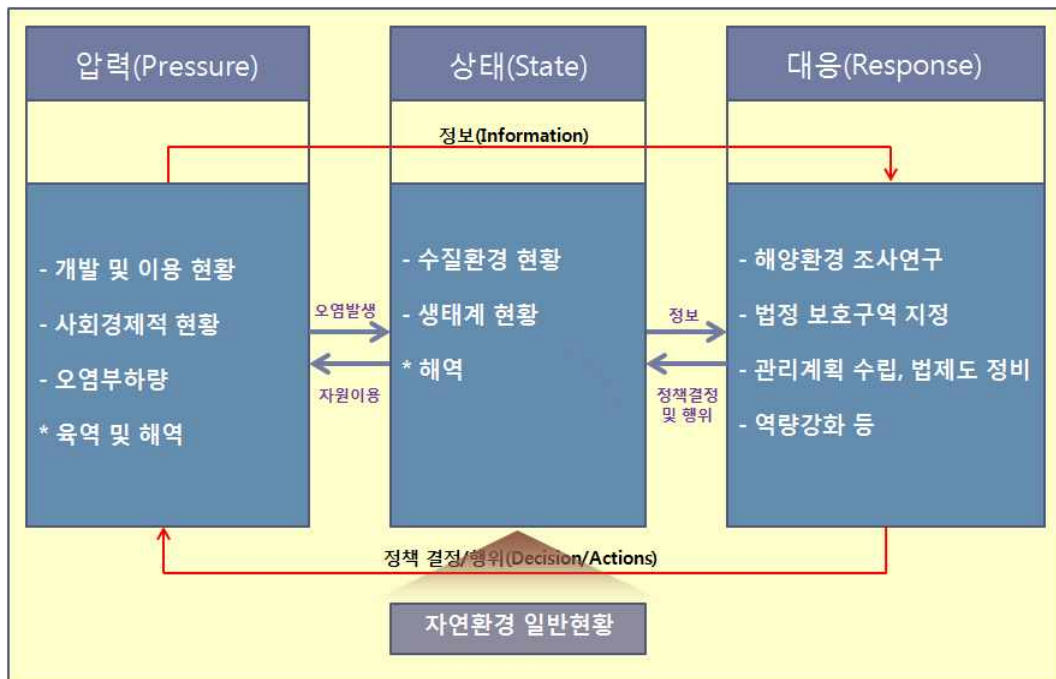 압력(Pressure)
상태(State)
대응(Response)
정보(Information)
- 개발 및 이용 현황
- 사회경제적 현황
- 오염부하량
* 육역 및 해역
오염발생
자원이용
- 수질환경 현황
- 생태계 현황
* 해역
정보
정책결정
및 행위
- 해양환경 조사연구
- 법정 보호구역 지정
- 관리계획 수립, 법제도 정비
- 역량강화 등
정책 결정/행위(Decision/Actions)
자연환경 일반현황